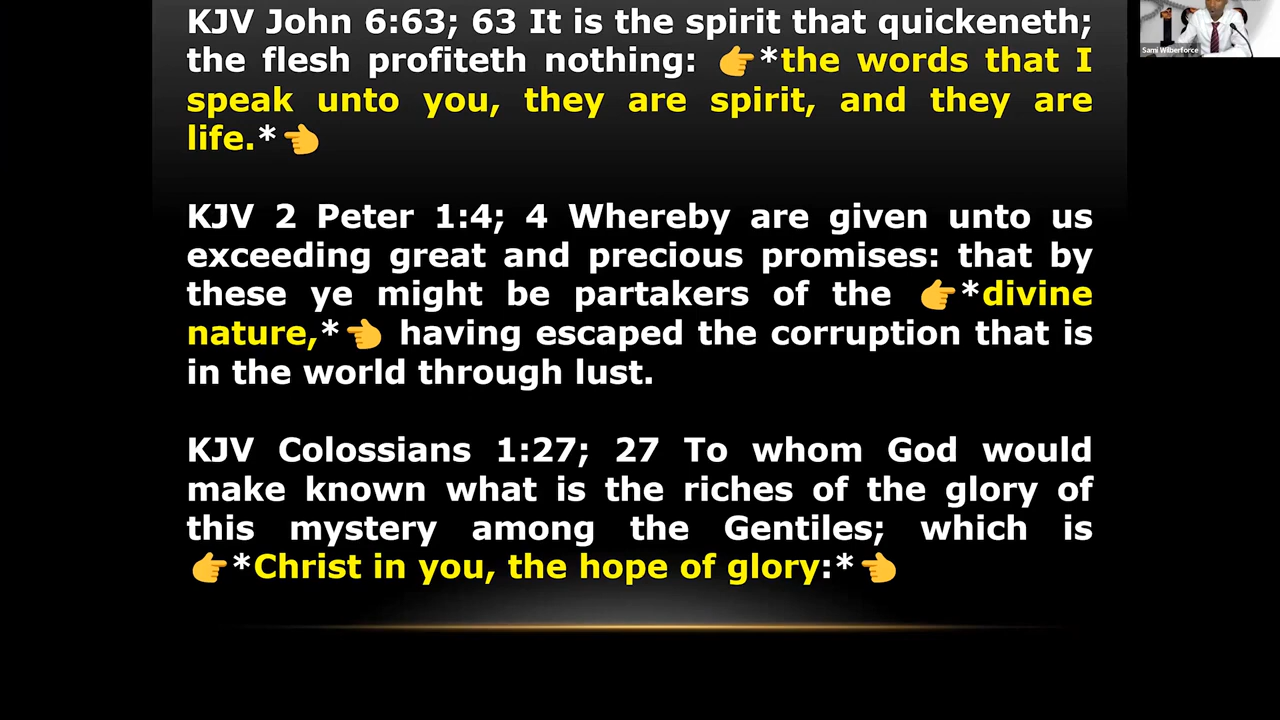 KJV John 6:63; 63 It is the spirit that quickeneth;
the flesh profiteth nothing: 👉*the words that I
speak unto you, they are spirit, and they are
life.*👈
KJV 2 Peter 1:4; 4 Whereby are given unto us
exceeding great and precious promises: that by
these ye might be partakers of the 👉*divine
nature,*👈 having escaped the corruption that is
in the world through lust.
KJV Colossians 1:27; 27 To whom God would
make known what is the riches of the glory of
this mystery among the Gentiles; which is
👉*Christ in you, the hope of glory:*👈
Sami Wilberforce